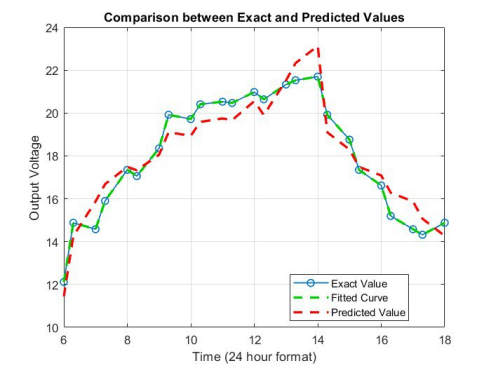 Comparison between Exact and Predicted Values
24
22
20
18
16
14
12
10
Output Voltage
6 8 10 12 14 16 18
Time (24 hour format)
Exact Value
Fitted Curve
Predicted Value